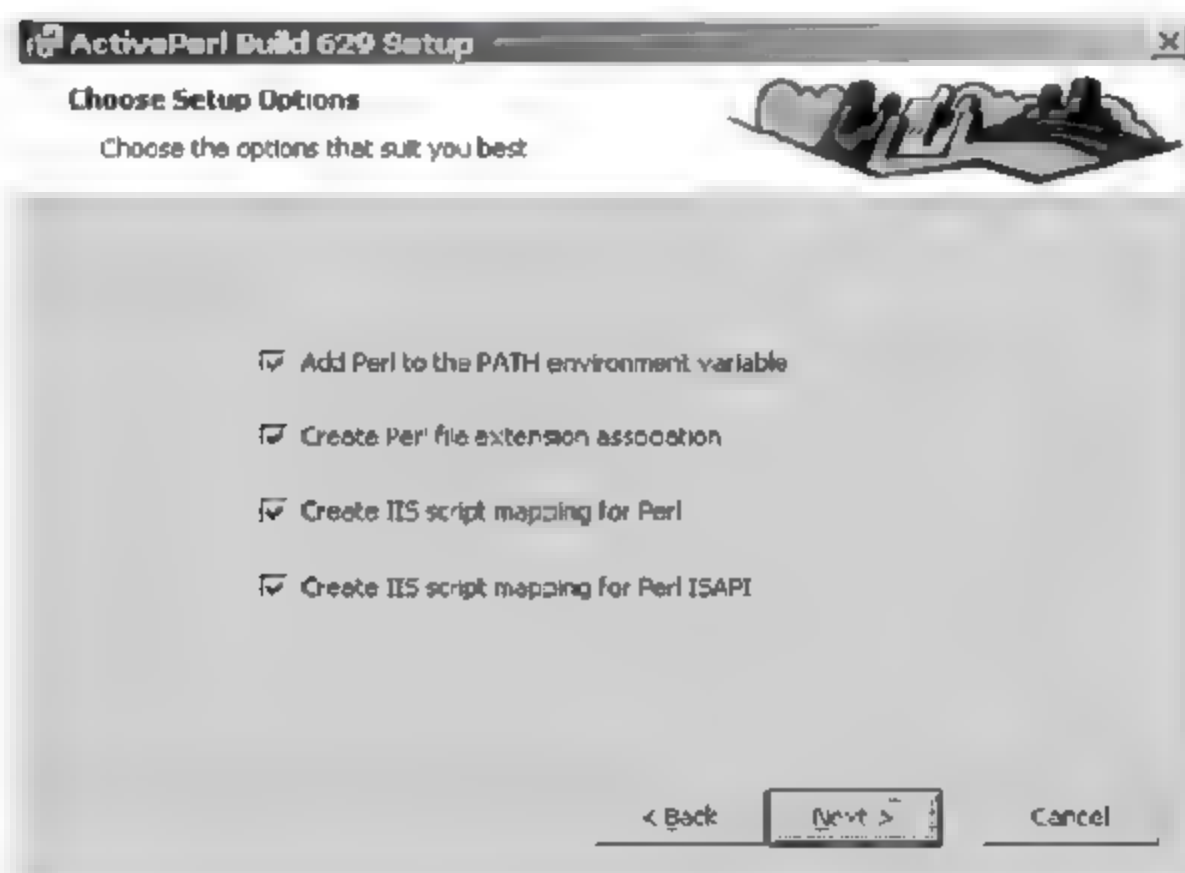 ActivePerl Build 629 Setup
Choose Setup Options
Choose the options that suit you best
Add Perl to the PATH environment variable
Create Perl file extension association
Create IIS script mapping for Perl
Create IIS script mapping for Perl ISAPI
< Back Next > Cancel